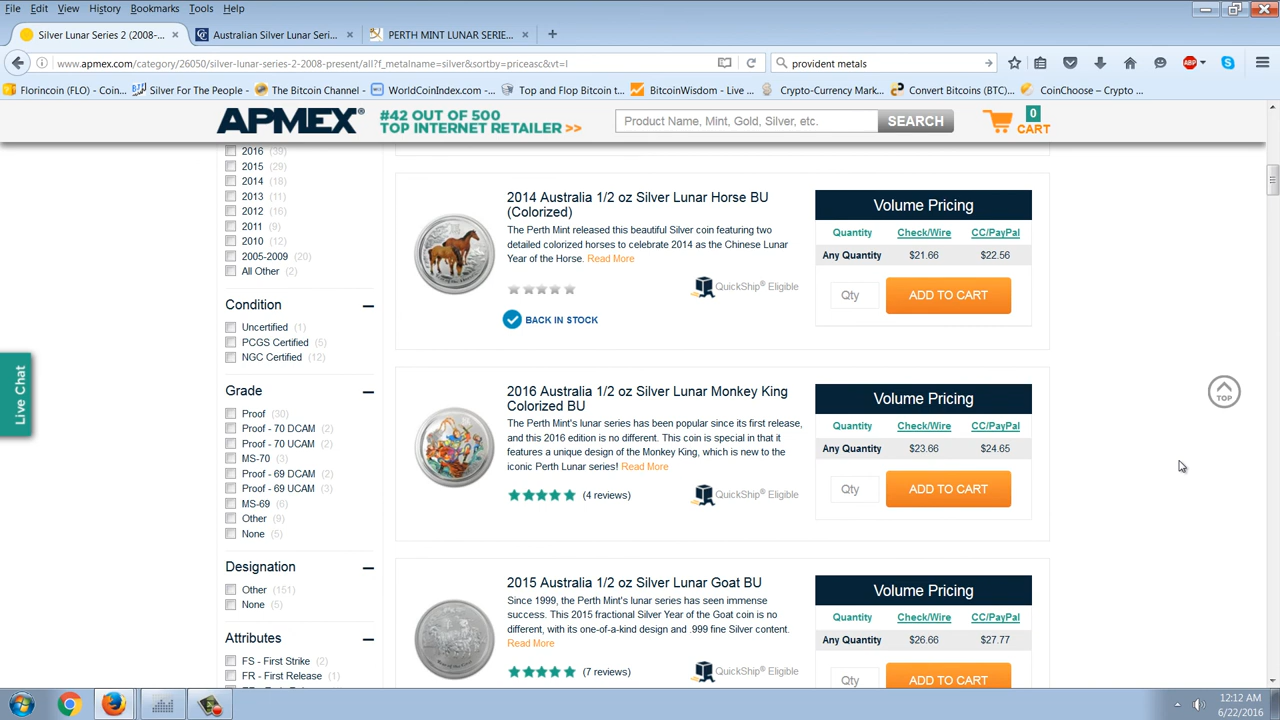 File Edit View History Bookmarks Tools Help
Silver Lunar Series 2 (2008-... × Australian Silver Lunar Seri... × PERTH MINT LUNAR SERIE... × +
www.apmex.com/category/26050/silver-lunar-series-2-2008-present/all?f_metalname=silver&sortby=priceasc&vt=l
provident metals
ABP
Florincoin (FLO) - Coin... Silver For The People - The Bitcoin Channel - WorldCoinIndex.com -... Top and Flop Bitcoin t... BitcoinWisdom - Live ... Crypto-Currency Mark... Convert Bitcoins (BTC)... CoinChoose – Crypto ...
APMEX® #42 OUT OF 500
TOP INTERNET RETAILER >>
Product Name, Mint, Gold, Silver, etc. SEARCH
0
CART
2016 (39)
2015 (29)
2014 (18)
2013 (11)
2012 (16)
2011 (9)
2010 (12)
2005-2009 (20)
All Other (2)
Condition
Uncertified (1)
PCGS Certified (5)
NGC Certified (12)
Grade
Proof (30)
Proof - 70 DCAM (2)
Proof - 70 UCAM (2)
MS-70 (3)
Proof - 69 DCAM (2)
Proof - 69 UCAM (3)
MS-69 (6)
Other (9)
None (5)
Designation
Other (151)
None (5)
Attributes
FS - First Strike (2)
FR - First Release (1)
Live Chat
2014 Australia 1/2 oz Silver Lunar Horse BU
(Colorized)
The Perth Mint released this beautiful Silver coin featuring two
detailed colorized horses to celebrate 2014 as the Chinese Lunar
Year of the Horse. Read More
QuickShip® Eligible
BACK IN STOCK
Volume Pricing
Quantity Check/Wire CC/PayPal
Any Quantity $21.66 $22.56
Qty ADD TO CART
2016 Australia 1/2 oz Silver Lunar Monkey King
Colorized BU
The Perth Mint's lunar series has been popular since its first release,
and this 2016 edition is no different. This coin is special in that it
features a unique design of the Monkey King, which is new to the
iconic Perth Lunar series! Read More
(4 reviews) QuickShip® Eligible
Volume Pricing
Quantity Check/Wire CC/PayPal
Any Quantity $23.66 $24.65
Qty ADD TO CART
2015 Australia 1/2 oz Silver Lunar Goat BU
Since 1999, the Perth Mint's lunar series has seen immense
success. This 2015 fractional Silver Year of the Goat coin is no
different, with its one-of-a-kind design and .999 fine Silver content.
Read More
(7 reviews) QuickShip® Eligible
Volume Pricing
Quantity Check/Wire CC/PayPal
Any Quantity $26.66 $27.77
Qty ADD TO CART
TOP
12:12 AM
6/22/2016